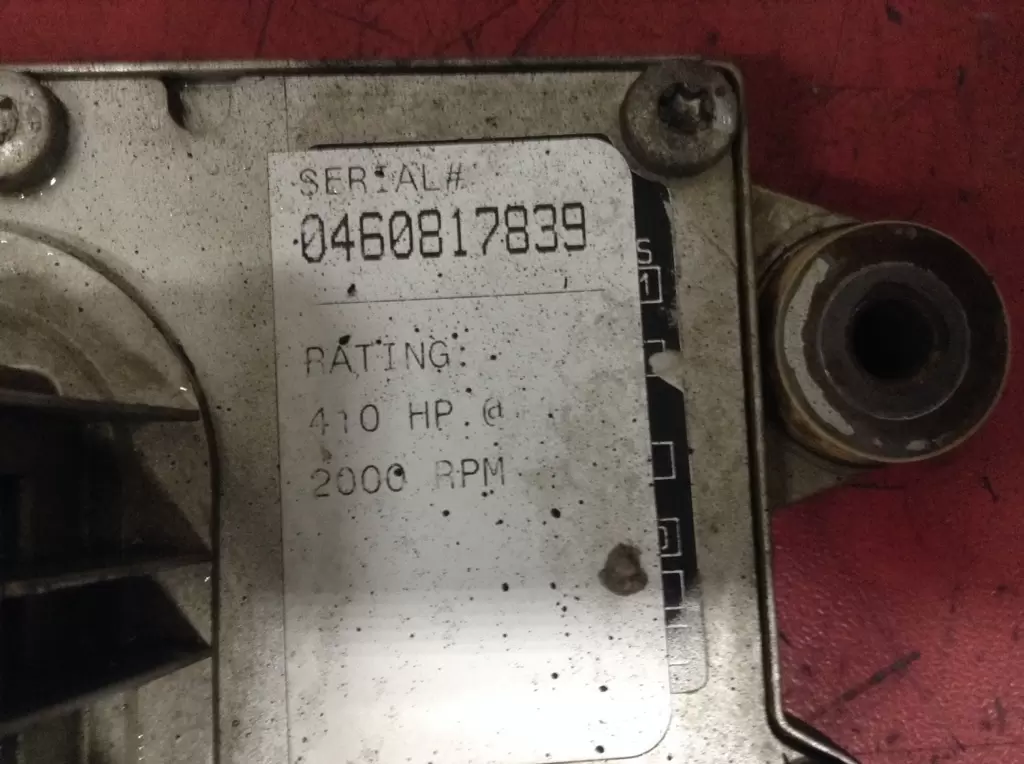 SERIAL#
0460817839
RATING:
410 HP @
2000 RPM